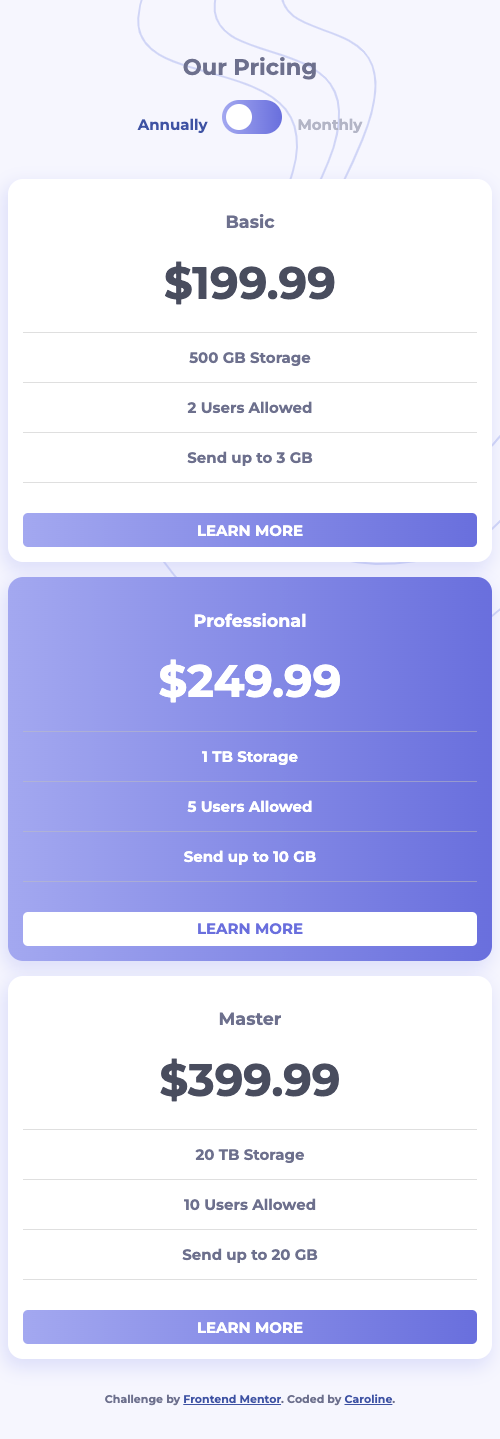 Our Pricing
Annually
Monthly
Basic
$199.99
500 GB Storage
2 Users Allowed
Send up to 3 GB
LEARN MORE
Professional
$249.99
1 TB Storage
5 Users Allowed
Send up to 10 GB
LEARN MORE
Master
$399.99
20 TB Storage
10 Users Allowed
Send up to 20 GB
LEARN MORE
Challenge by Frontend Mentor. Coded by Caroline.